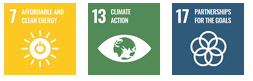 7 AFFORDABLE AND
CLEAN ENERGY
13 CLIMATE
ACTION
17 PARTNERSHIPS
FOR THE GOALS